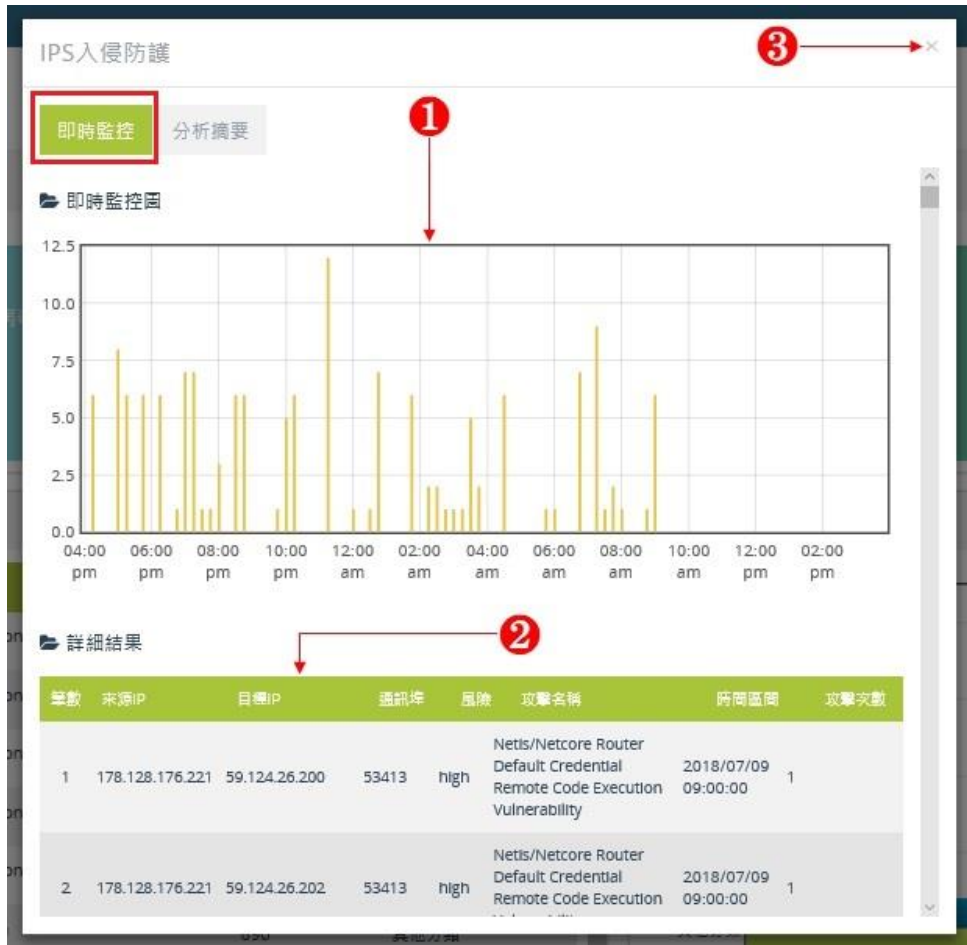 IPS入侵防護
3
×
即時監控 分析摘要
1
即時監控圖
12.5
10.0
7.5
5.0
2.5
0.0
04:00 pm 06:00 pm 08:00 pm 10:00 pm 12:00 am 02:00 am 04:00 am 06:00 am 08:00 am 10:00 am 12:00 pm 02:00 pm
詳細結果
2
筆數 來源IP 目標IP 通訊埠 風險 攻擊名稱 時間區間 攻擊次數
Netis/Netcore Router
Default Credential
1 178.128.176.221 59.124.26.200 53413 high Remote Code Execution 2018/07/09 09:00:00 1
Vulnerability
Netis/Netcore Router
Default Credential
2 178.128.176.221 59.124.26.202 53413 high Remote Code Execution 2018/07/09 09:00:00 1